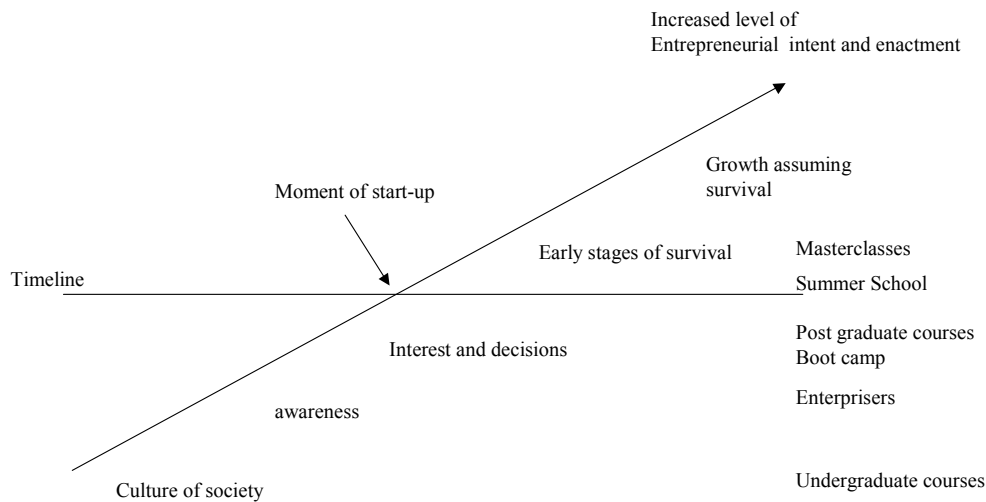 Increased level of
Entrepreneurial intent and enactment
Growth assuming
survival
Moment of start-up
Early stages of survival
Masterclasses
Timeline
Summer School
Post graduate courses
Interest and decisions
Boot camp
Enterprisers
awareness
Undergraduate courses
Culture of society